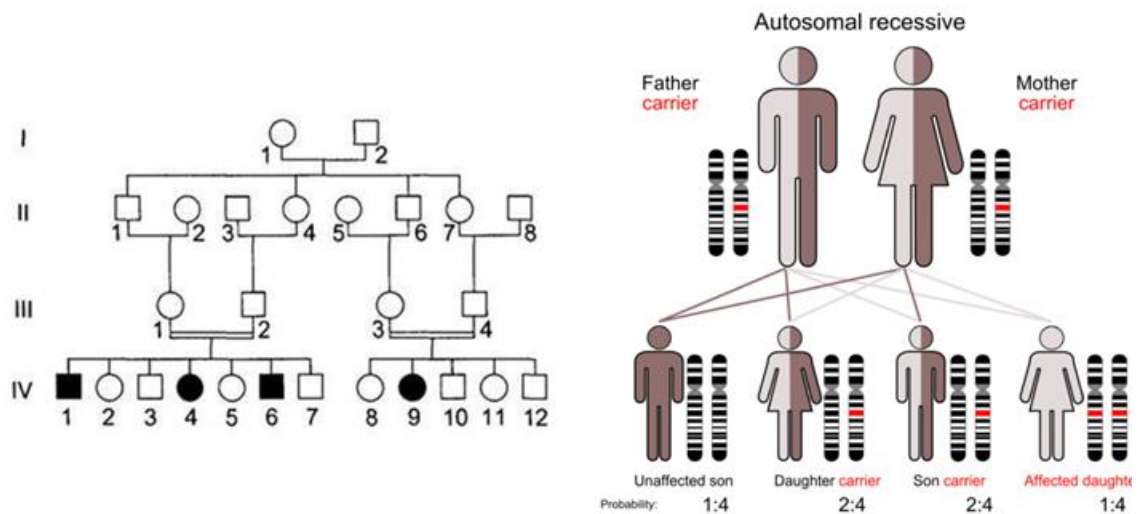 I
1 2
II
1 2 3 4 5 6 7 8
III
1 2 3 4
IV
1 2 3 4 5 6 7 8 9 10 11 12
Autosomal recessive
Father
carrier
Mother
carrier
Unaffected son
Daughter carrier
Son carrier
Affected daughte
Probability:
1:4
2:4
2:4
1:4